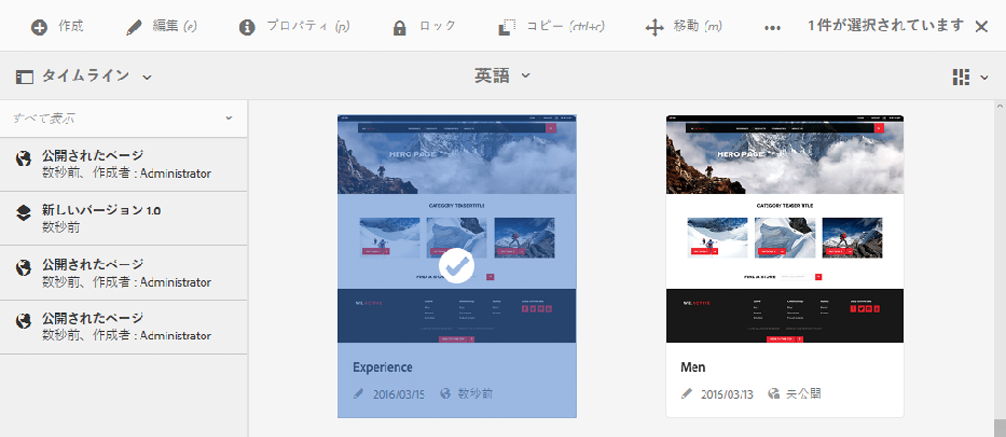 作成
編集 (e)
プロパティ (p)
ロック
コピー (ctrl+c)
移動 (m)
1 件が選択されています
タイムライン
英語
すべて表示
公開されたページ
数秒前、作成者 : Administrator
新しいバージョン 1.0
数秒前
公開されたページ
数秒前、作成者 : Administrator
公開されたページ
数秒前、作成者 : Administrator
HERO PAGE
CATEGORY TEASER TITLE
FIND A STORE
Experience
2016/03/15
数秒前
HERO PAGE
CATEGORY TEASER TITLE
FIND A STORE
Men
2016/03/13
未公開